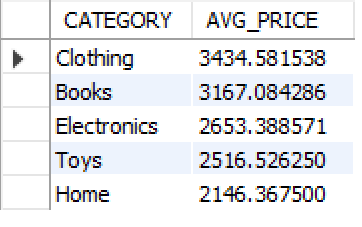 CATEGORY AVG_PRICE
Clothing 3434.581538
Books 3167.084286
Electronics 2653.388571
Toys 2516.526250
Home 2146.367500